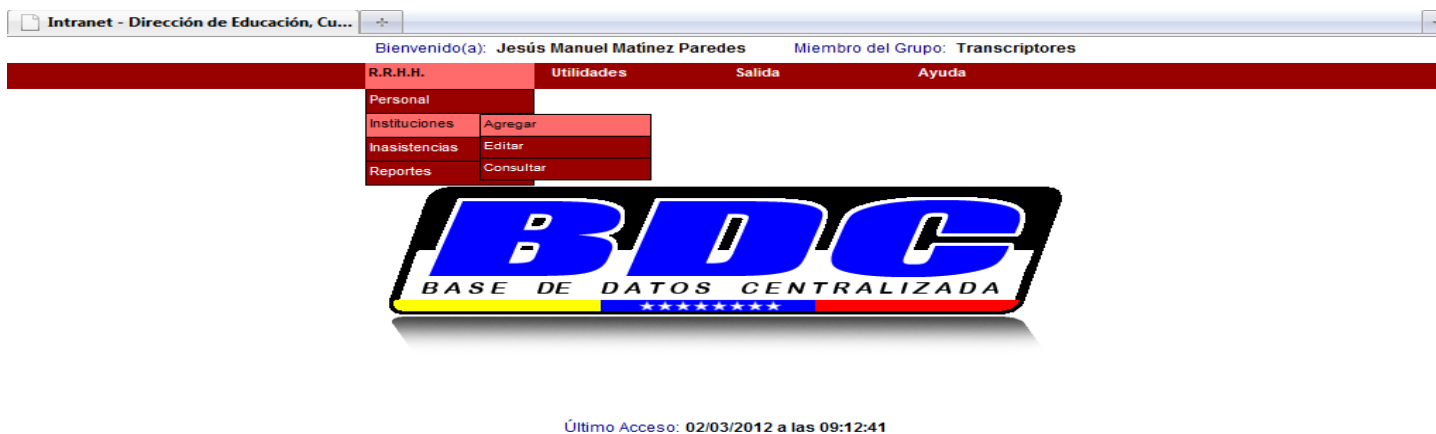 Intranet - Dirección de Educación, Cu...
Bienvenido(a): Jesús Manuel Matínez Paredes Miembro del Grupo: Transcriptores
R.R.H.H. Utilidades Salida Ayuda
Personal
Instituciones Agregar
Inasistencias Editar
Reportes Consultar
BDC
BASE DE DATOS CENTRALIZADA
Último Acceso: 02/03/2012 a las 09:12:41